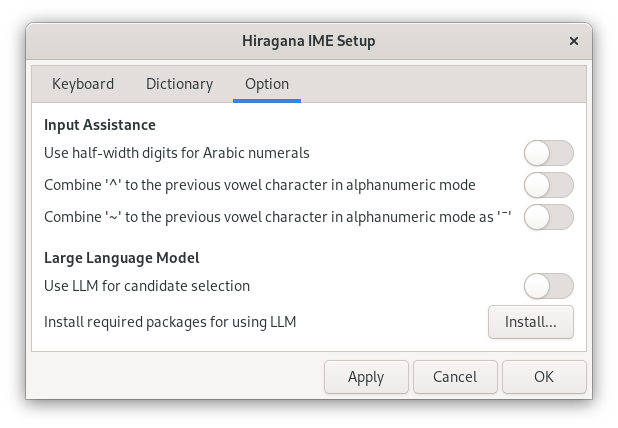 Hiragana IME Setup ×
Keyboard Dictionary Option
Input Assistance
Use half-width digits for Arabic numerals
Combine '^' to the previous vowel character in alphanumeric mode
Combine '~' to the previous vowel character in alphanumeric mode as '¯'
Large Language Model
Use LLM for candidate selection
Install required packages for using LLM Install...
Apply Cancel OK